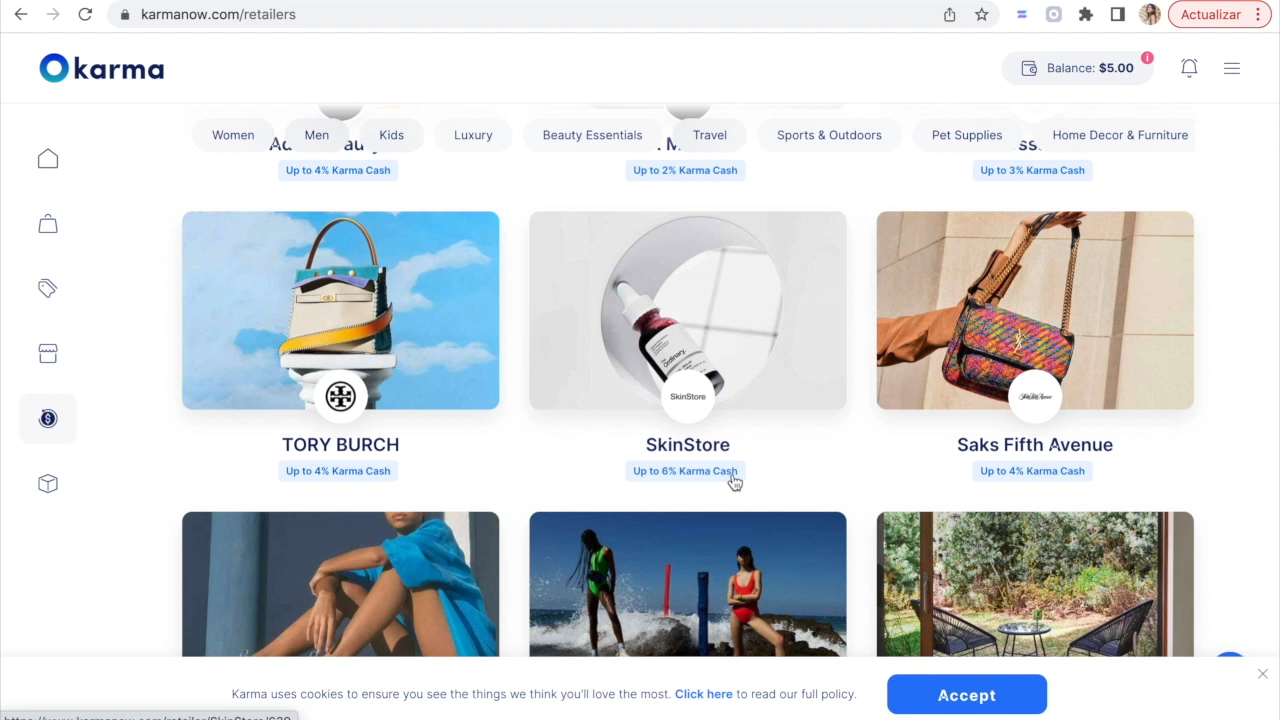 karmanow.com/retailers
Actualizar
karma
Balance: $5.00
Women
Men
Kids
Luxury
Beauty Essentials
Travel
Sports & Outdoors
Pet Supplies
Home Decor & Furniture
Up to 4% Karma Cash
Up to 2% Karma Cash
Up to 3% Karma Cash
The Ordinary.
SkinStore
TORY BURCH
SkinStore
Saks Fifth Avenue
Up to 4% Karma Cash
Up to 6% Karma Cash
Up to 4% Karma Cash
Karma uses cookies to ensure you see the things we think you'll love the most. Click here to read our full policy.
Accept